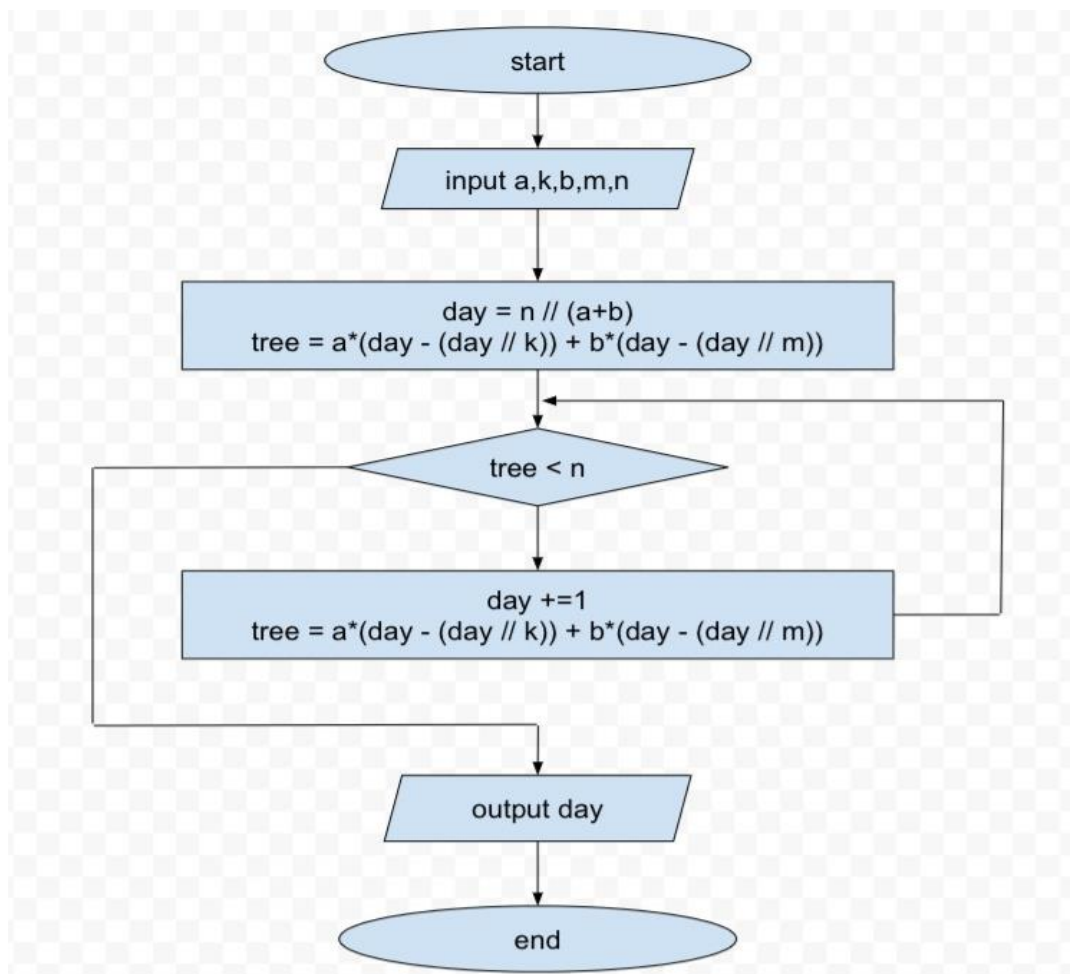 start
input a,k,b,m,n
day = n // (a+b)
tree = a*(day - (day // k)) + b*(day - (day // m))
tree < n
day +=1
tree = a*(day - (day // k)) + b*(day - (day // m))
output day
end